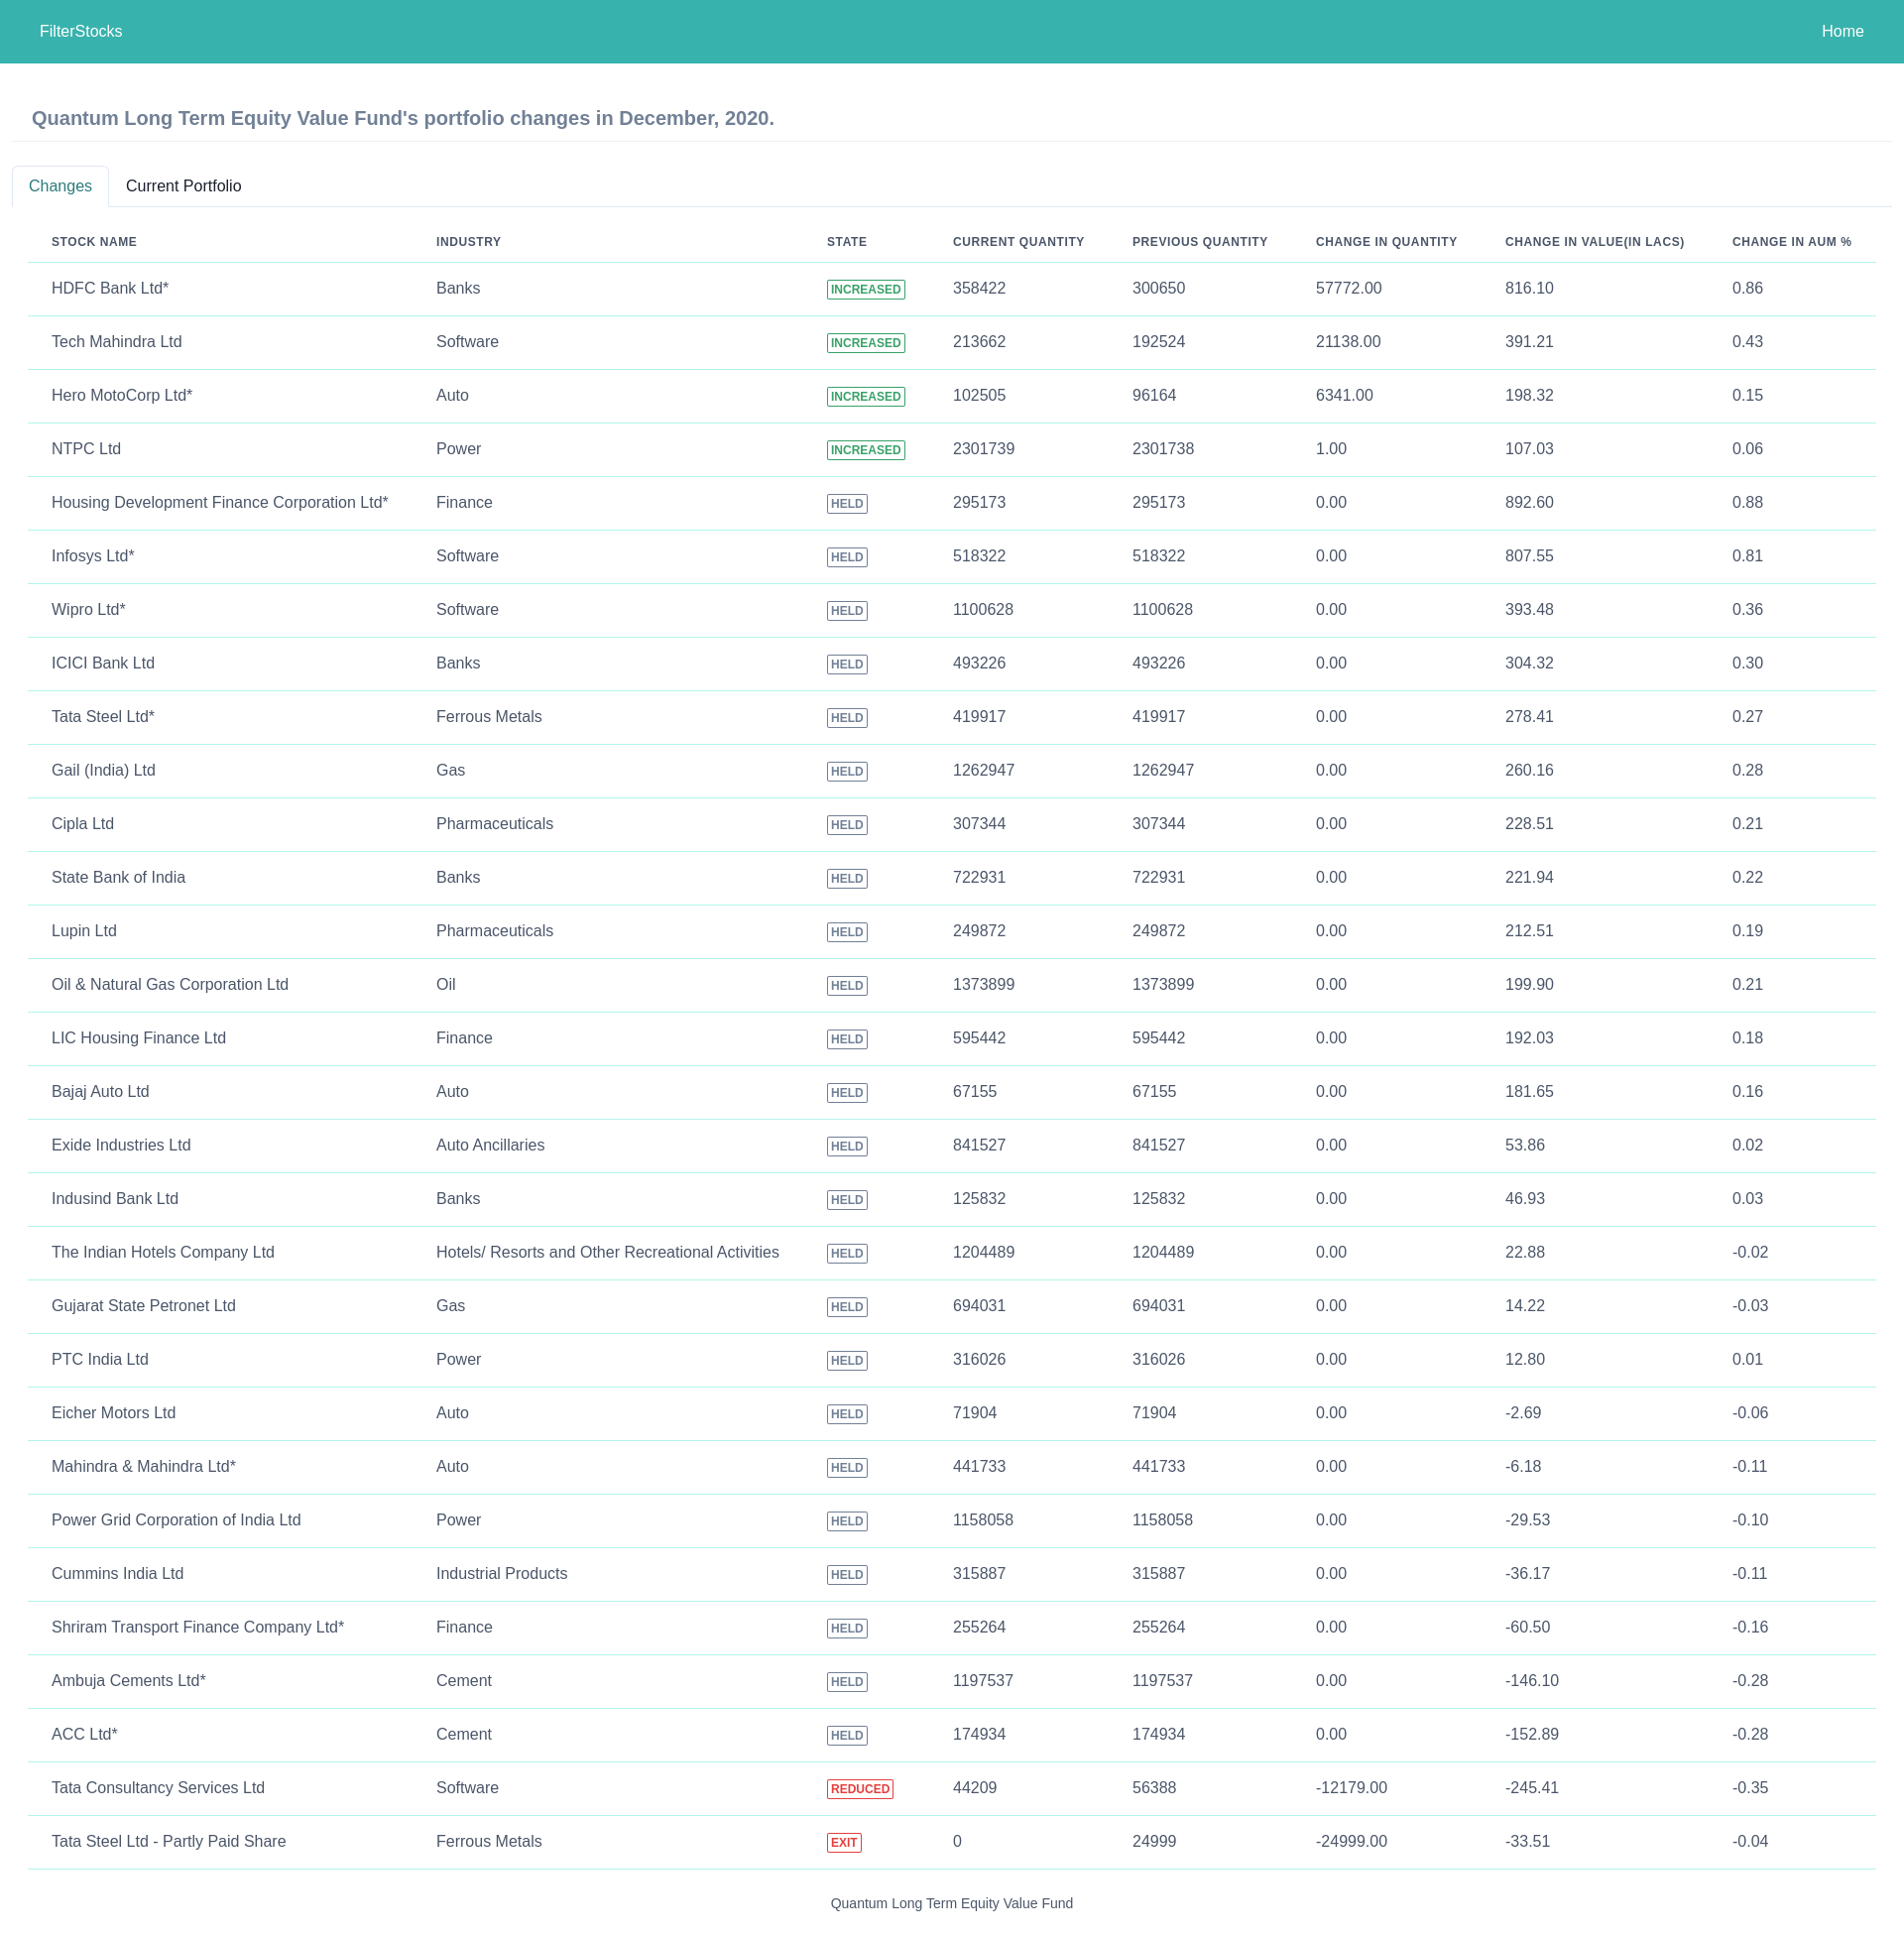 FilterStocks Home
Quantum Long Term Equity Value Fund's portfolio changes in December, 2020.
Changes Current Portfolio
STOCK NAME INDUSTRY STATE CURRENT QUANTITY PREVIOUS QUANTITY CHANGE IN QUANTITY CHANGE IN VALUE(IN LACS) CHANGE IN AUM %
HDFC Bank Ltd* Banks INCREASED 358422 300650 57772.00 816.10 0.86
Tech Mahindra Ltd Software INCREASED 213662 192524 21138.00 391.21 0.43
Hero MotoCorp Ltd* Auto INCREASED 102505 96164 6341.00 198.32 0.15
NTPC Ltd Power INCREASED 2301739 2301738 1.00 107.03 0.06
Housing Development Finance Corporation Ltd* Finance HELD 295173 295173 0.00 892.60 0.88
Infosys Ltd* Software HELD 518322 518322 0.00 807.55 0.81
Wipro Ltd* Software HELD 1100628 1100628 0.00 393.48 0.36
ICICI Bank Ltd Banks HELD 493226 493226 0.00 304.32 0.30
Tata Steel Ltd* Ferrous Metals HELD 419917 419917 0.00 278.41 0.27
Gail (India) Ltd Gas HELD 1262947 1262947 0.00 260.16 0.28
Cipla Ltd Pharmaceuticals HELD 307344 307344 0.00 228.51 0.21
State Bank of India Banks HELD 722931 722931 0.00 221.94 0.22
Lupin Ltd Pharmaceuticals HELD 249872 249872 0.00 212.51 0.19
Oil & Natural Gas Corporation Ltd Oil HELD 1373899 1373899 0.00 199.90 0.21
LIC Housing Finance Ltd Finance HELD 595442 595442 0.00 192.03 0.18
Bajaj Auto Ltd Auto HELD 67155 67155 0.00 181.65 0.16
Exide Industries Ltd Auto Ancillaries HELD 841527 841527 0.00 53.86 0.02
Indusind Bank Ltd Banks HELD 125832 125832 0.00 46.93 0.03
The Indian Hotels Company Ltd Hotels/ Resorts and Other Recreational Activities HELD 1204489 1204489 0.00 22.88 -0.02
Gujarat State Petronet Ltd Gas HELD 694031 694031 0.00 14.22 -0.03
PTC India Ltd Power HELD 316026 316026 0.00 12.80 0.01
Eicher Motors Ltd Auto HELD 71904 71904 0.00 -2.69 -0.06
Mahindra & Mahindra Ltd* Auto HELD 441733 441733 0.00 -6.18 -0.11
Power Grid Corporation of India Ltd Power HELD 1158058 1158058 0.00 -29.53 -0.10
Cummins India Ltd Industrial Products HELD 315887 315887 0.00 -36.17 -0.11
Shriram Transport Finance Company Ltd* Finance HELD 255264 255264 0.00 -60.50 -0.16
Ambuja Cements Ltd* Cement HELD 1197537 1197537 0.00 -146.10 -0.28
ACC Ltd* Cement HELD 174934 174934 0.00 -152.89 -0.28
Tata Consultancy Services Ltd Software REDUCED 44209 56388 -12179.00 -245.41 -0.35
Tata Steel Ltd - Partly Paid Share Ferrous Metals EXIT 0 24999 -24999.00 -33.51 -0.04
Quantum Long Term Equity Value Fund